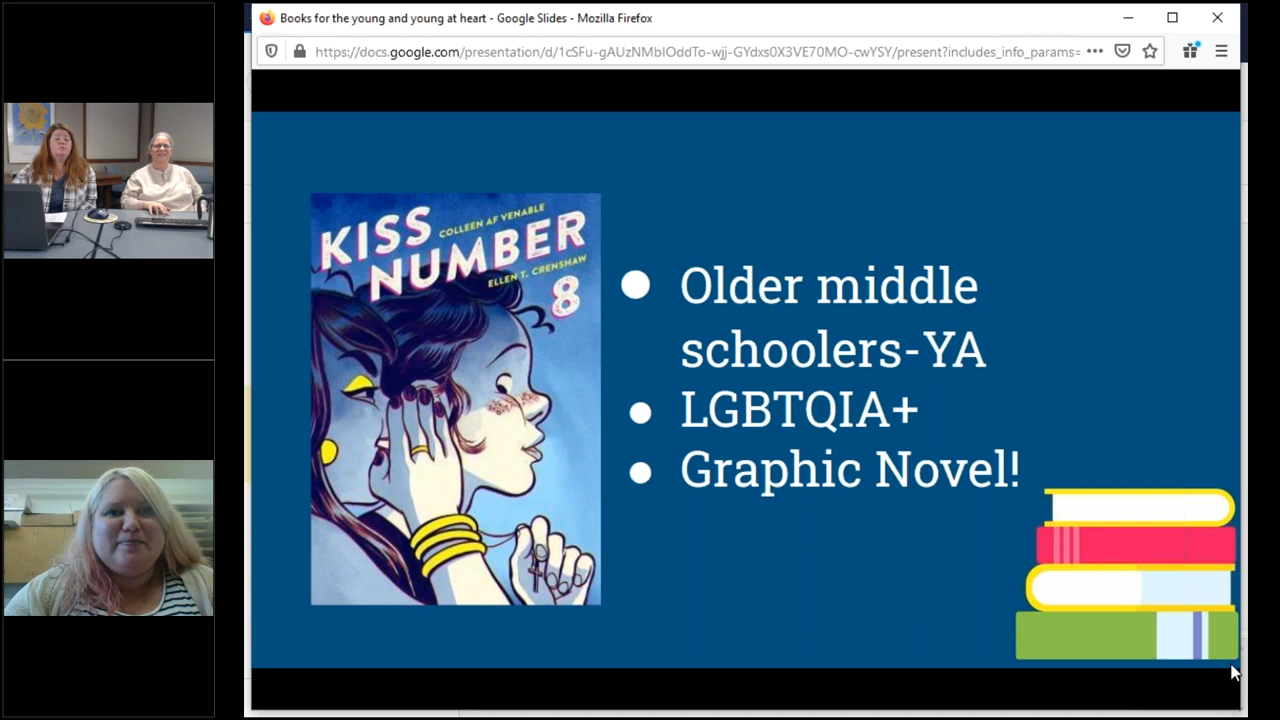 Books for the young and young at heart - Google Slides - Mozilla Firefox
https://docs.google.com/presentation/d/1cSFu-gAUzNMbIOddTo-wjj-GYdxs0X3VE70MO-cwYSY/present?includes_info_params=
KISS
COLLEEN AF VENABLE
NUMBER
ELLEN T. CRENSHAW
8
● Older middle
schoolers-YA
● LGBTQIA+
● Graphic Novel!